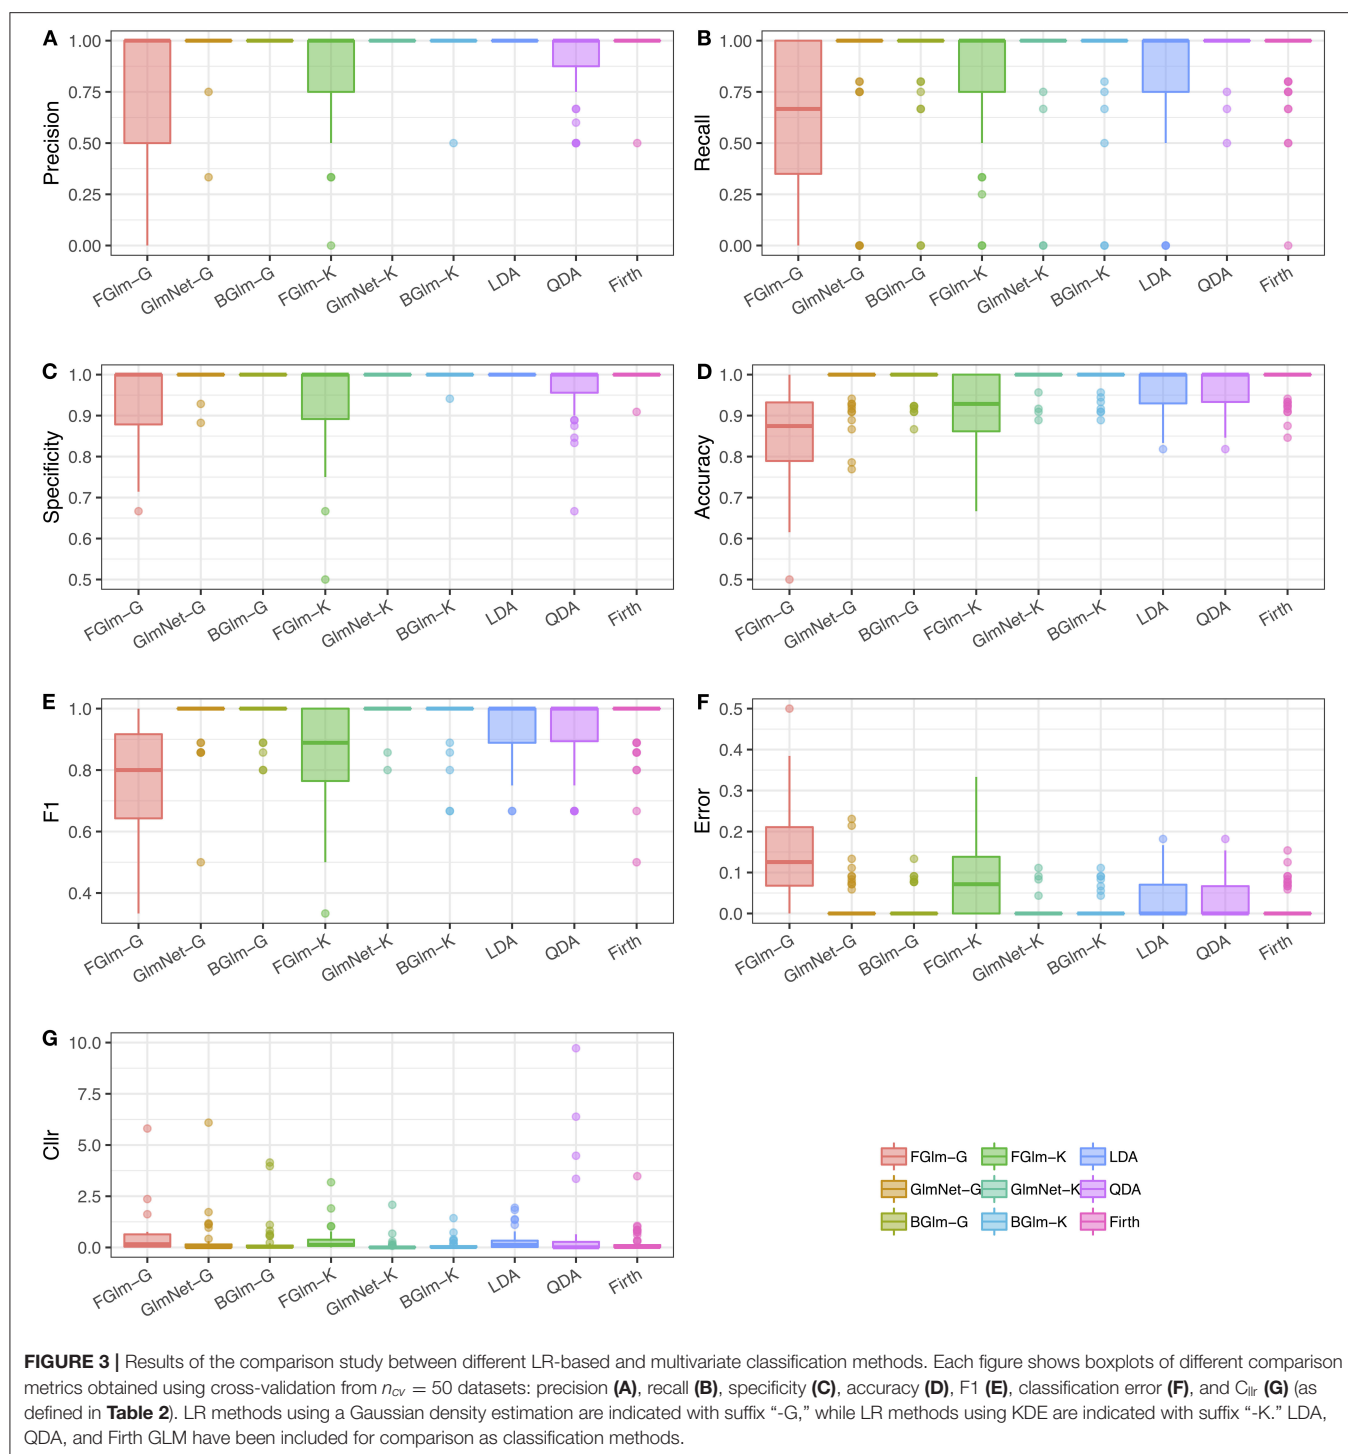 A
Precision
1.00
0.75
0.50
0.25
0.00
FGlm−G
GlmNet−G
BGlm−G
FGlm−K
GlmNet−K
BGlm−K
LDA
QDA
Firth
B
Recall
1.00
0.75
0.50
0.25
0.00
FGlm−G
GlmNet−G
BGlm−G
FGlm−K
GlmNet−K
BGlm−K
LDA
QDA
Firth
C
Specificity
1.0
0.9
0.8
0.7
0.6
0.5
FGlm−G
GlmNet−G
BGlm−G
FGlm−K
GlmNet−K
BGlm−K
LDA
QDA
Firth
D
Accuracy
1.0
0.9
0.8
0.7
0.6
0.5
FGlm−G
GlmNet−G
BGlm−G
FGlm−K
GlmNet−K
BGlm−K
LDA
QDA
Firth
E
F1
1.0
0.8
0.6
0.4
FGlm−G
GlmNet−G
BGlm−G
FGlm−K
GlmNet−K
BGlm−K
LDA
QDA
Firth
F
Error
0.5
0.4
0.3
0.2
0.1
0.0
FGlm−G
GlmNet−G
BGlm−G
FGlm−K
GlmNet−K
BGlm−K
LDA
QDA
Firth
G
Cllr
10.0
7.5
5.0
2.5
0.0
FGlm−G
GlmNet−G
BGlm−G
FGlm−K
GlmNet−K
BGlm−K
LDA
QDA
Firth
FGlm−G FGlm−K LDA
GlmNet−G GlmNet−K QDA
BGlm−G BGlm−K Firth
FIGURE 3 | Results of the comparison study between different LR-based and multivariate classification methods. Each figure shows boxplots of different comparison
metrics obtained using cross-validation from n_cv = 50 datasets: precision (A), recall (B), specificity (C), accuracy (D), F1 (E), classification error (F), and C_llr (G) (as
defined in Table 2). LR methods using a Gaussian density estimation are indicated with suffix “-G,” while LR methods using KDE are indicated with suffix “-K.” LDA,
QDA, and Firth GLM have been included for comparison as classification methods.